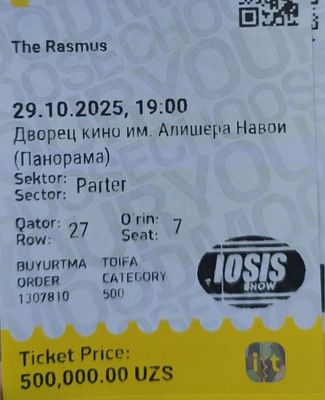 The Rasmus
29.10.2025, 19:00
Дворец кино им. Алишера Навои
(Панорама)
Sektor:
Sector: Parter
Qator:
Row: 27
O'rin:
Seat: 7
BUYURTMA
ORDER
1307810
TOIFA
CATEGORY
500
IOSIS
SHOW
Ticket Price:
500,000.00 UZS